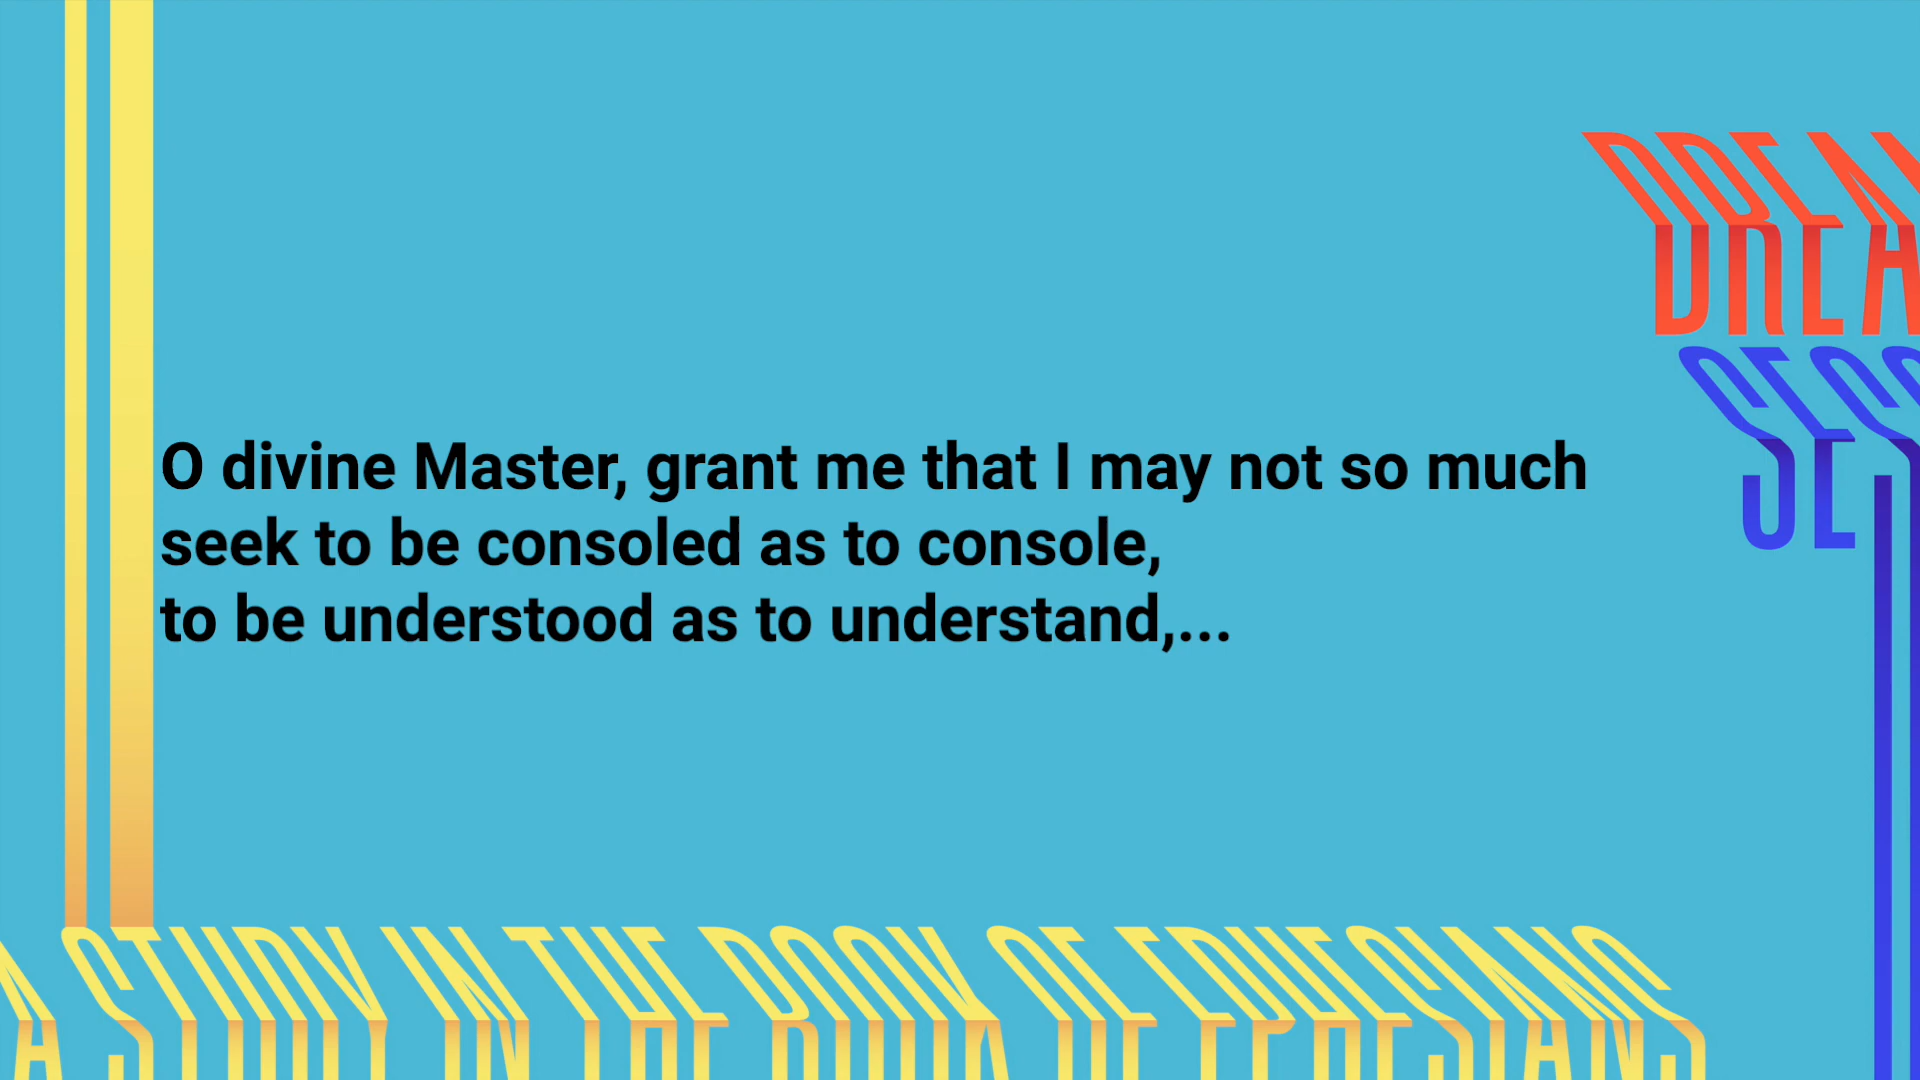 O divine Master, grant me that I may not so much
seek to be consoled as to console,
to be understood as to understand,...
A STUDY IN THE BOOK OF EPHESIANS